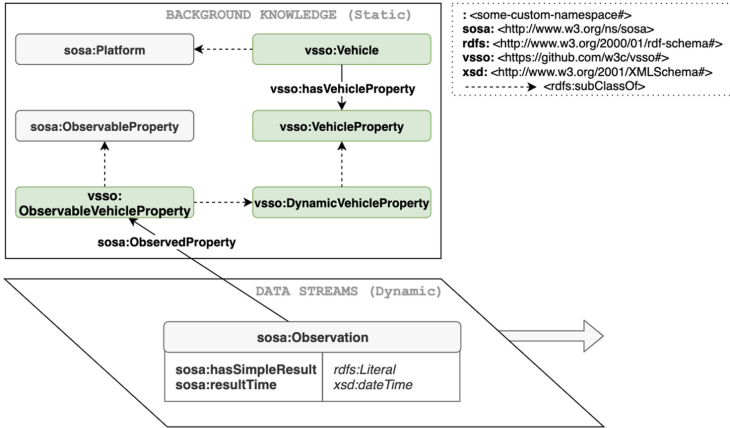 BACKGROUND KNOWLEDGE (Static)
sosa:Platform
vsso:Vehicle
vsso:hasVehicleProperty
sosa:ObservableProperty
vsso:VehicleProperty
vsso:
ObservableVehicleProperty
vsso:DynamicVehicleProperty
sosa:ObservedProperty
: <some-custom-namespace#>
sosa: <http://www.w3.org/ns/sosa>
rdfs: <http://www.w3.org/2000/01/rdf-schema#>
vsso: <https://github.com/w3c/vsso#>
xsd: <http://www.w3.org/2001/XMLSchema#>
<rdfs:subClassOf>
DATA STREAMS (Dynamic)
sosa:Observation
sosa:hasSimpleResult rdfs:Literal
sosa:resultTime xsd:dateTime